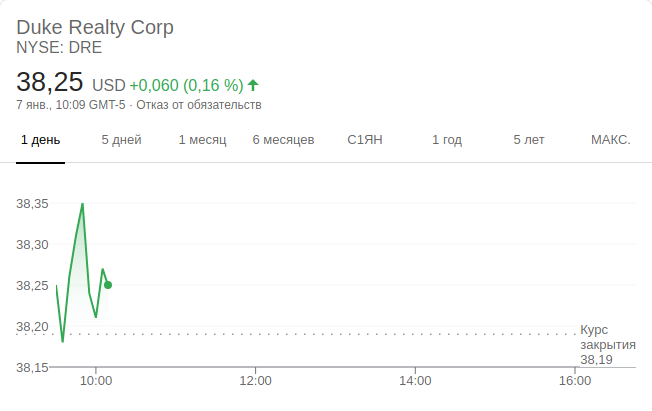 Duke Realty Corp
NYSE: DRE
38,25 USD +0,060 (0,16 %)
7 янв., 10:09 GMT-5 · Отказ от обязательств
1 день 5 дней 1 месяц 6 месяцев С1ЯН 1 год 5 лет МАКС.
38,35
38,30
38,25
38,20
Курс
закрытия
38,19
38,15
10:00 12:00 14:00 16:00